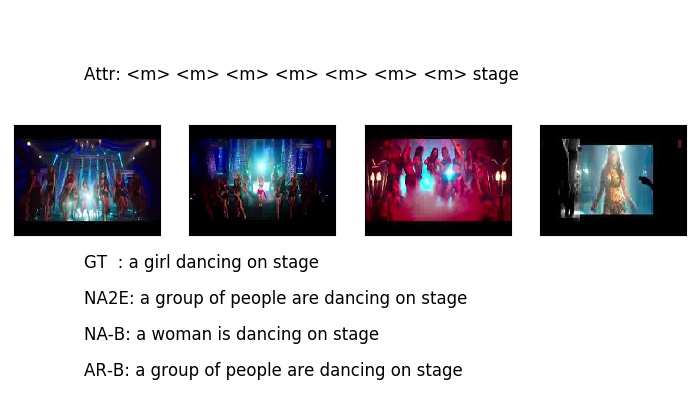 Attr: <m> <m> <m> <m> <m> <m> <m> stage
GT : a girl dancing on stage
NA2E: a group of people are dancing on stage
NA-B: a woman is dancing on stage
AR-B: a group of people are dancing on stage